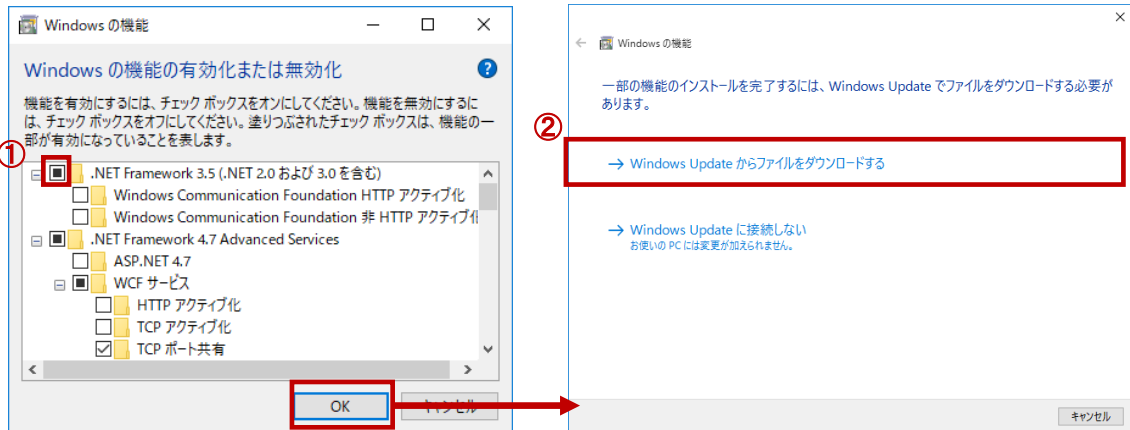 Windows の機能
Windows の機能の有効化または無効化
機能を有効にするには、チェック ボックスをオンにしてください。機能を無効にするに
は、チェック ボックスをオフにしてください。塗りつぶされたチェック ボックスは、機能の一
部が有効になっていることを表します。
①
.NET Framework 3.5 (.NET 2.0 および 3.0 を含む)
Windows Communication Foundation HTTP アクティブ化
Windows Communication Foundation 非 HTTP アクティブ化
.NET Framework 4.7 Advanced Services
ASP.NET 4.7
WCF サービス
HTTP アクティブ化
TCP アクティブ化
TCP ポート共有
OK
キャンセル
Windows の機能
一部の機能のインストールを完了するには、Windows Update でファイルをダウンロードする必要が
あります。
②
→ Windows Update からファイルをダウンロードする
→ Windows Update に接続しない
お使いの PC には変更が加えられません。
キャンセル